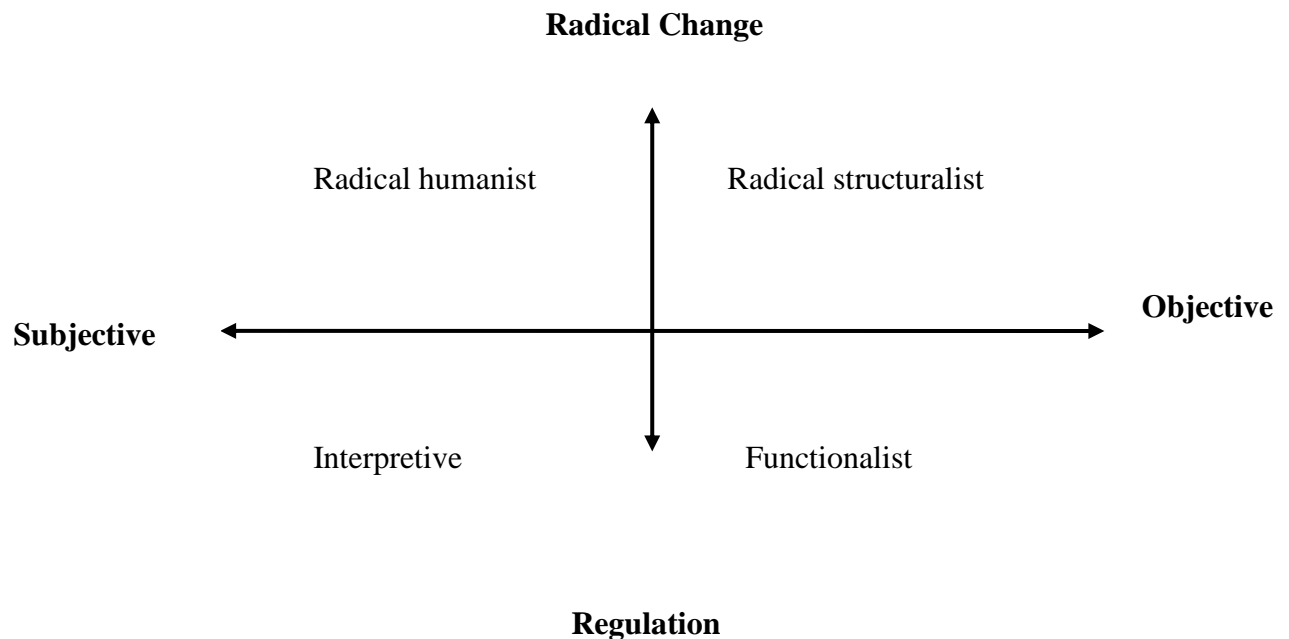 Radical Change
Radical humanist
Radical structuralist
Objective
Subjective
Interpretive
Functionalist
Regulation